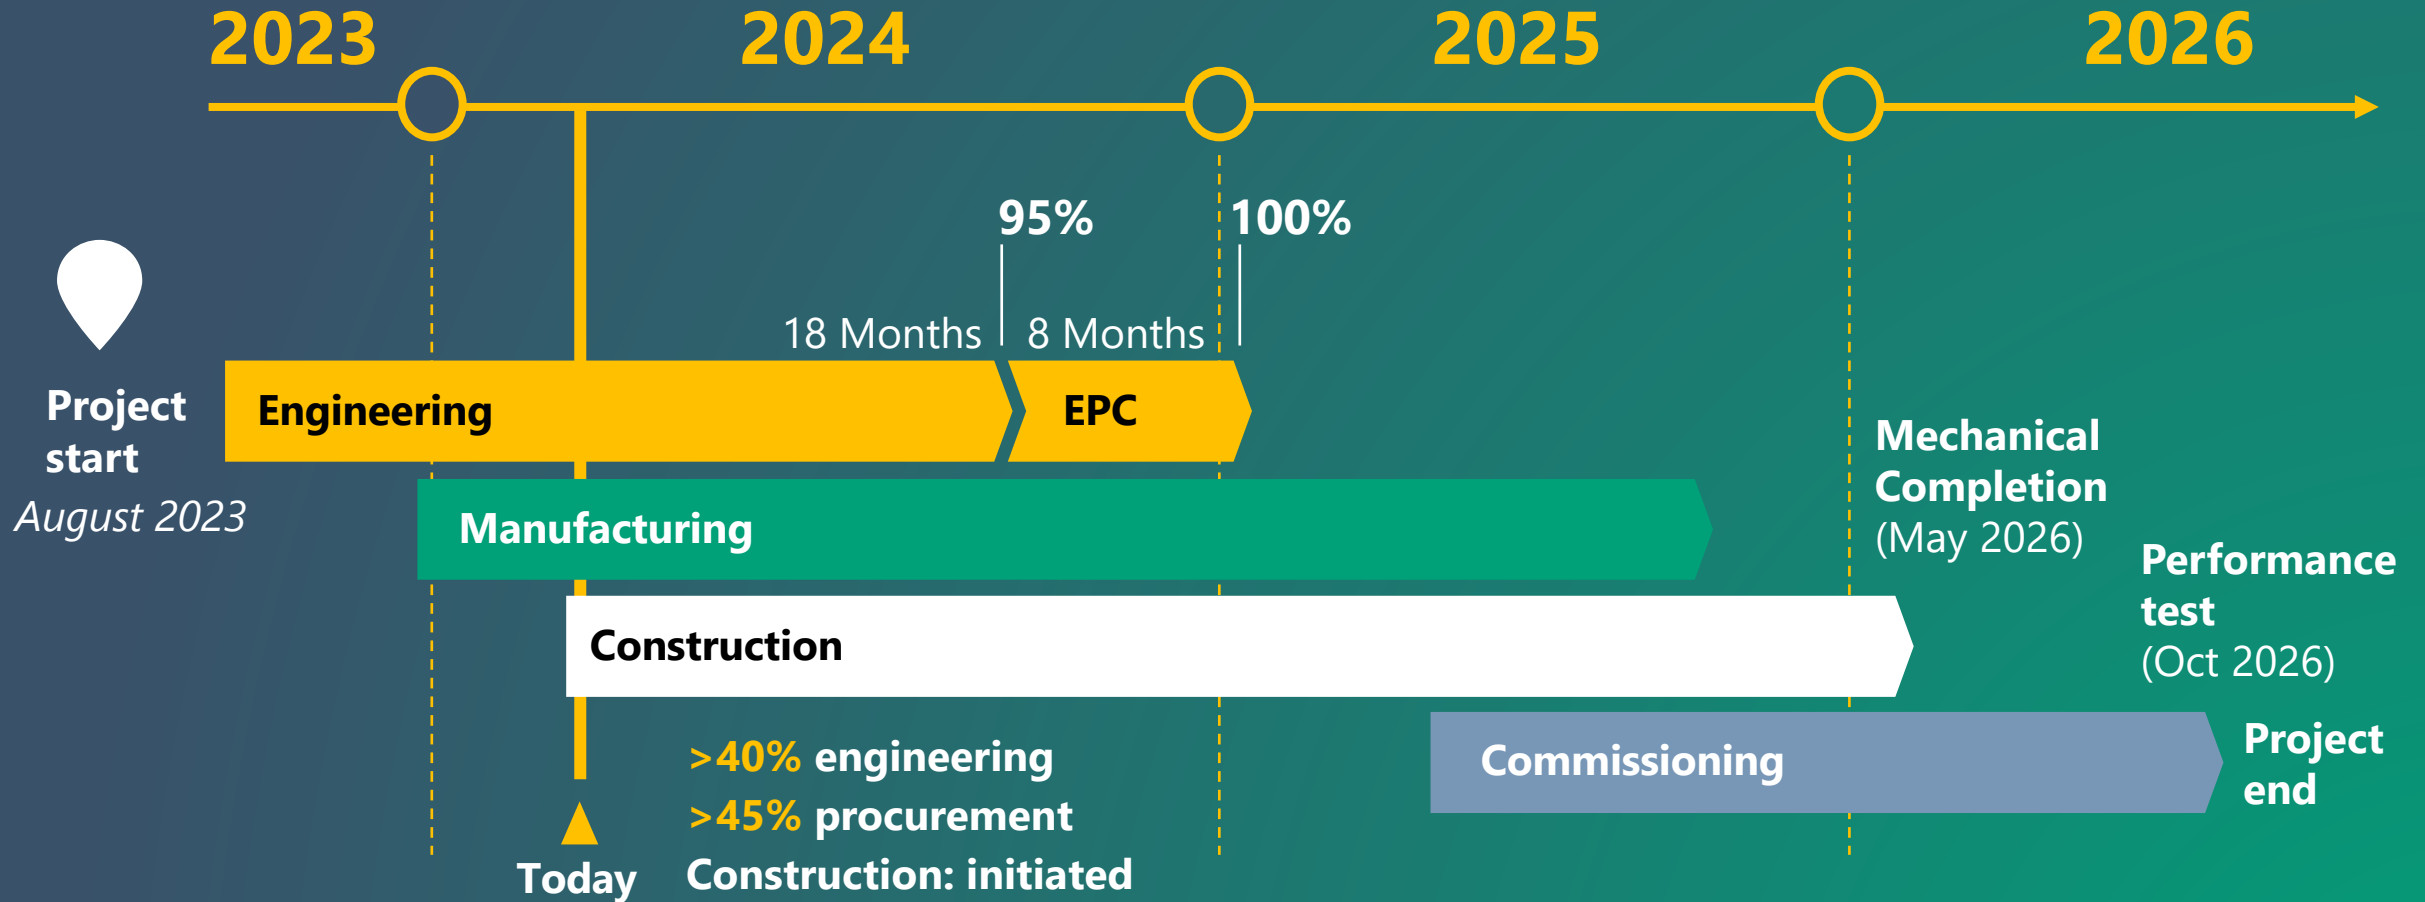 2023 2024 2025 2026
95% 100%
18 Months 8 Months
Project
start
August 2023
Engineering EPC
Manufacturing
Mechanical
Completion
(May 2026)
Construction
Performance
test
(Oct 2026)
Commissioning
Project
end
>40% engineering
>45% procurement
Construction: initiated
Today